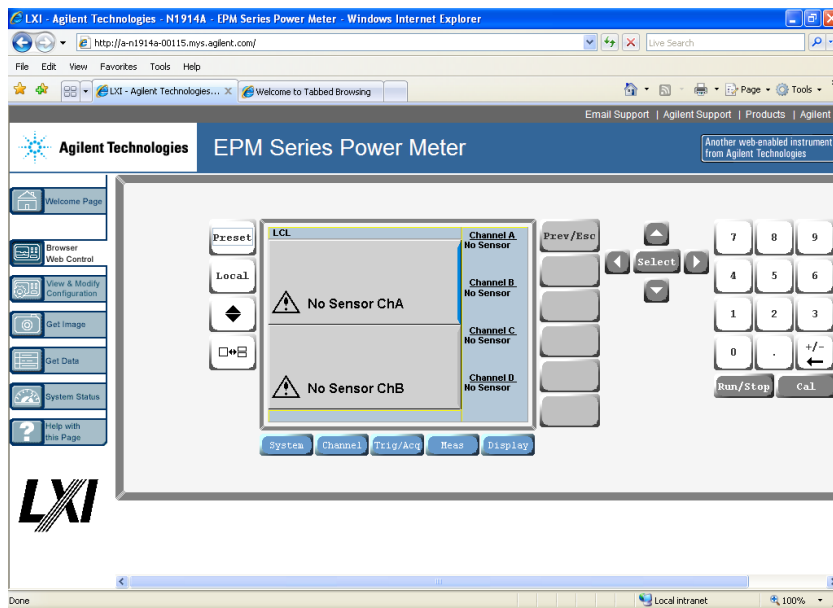 LXI - Agilent Technologies - N1914A - EPM Series Power Meter - Windows Internet Explorer
http://a-n1914a-00115.mys.agilent.com/
Live Search
File Edit View Favorites Tools Help
LXI - Agilent Technologies... X Welcome to Tabbed Browsing
Page Tools
Email Support | Agilent Support | Products | Agilent
Agilent Technologies
EPM Series Power Meter
Another web-enabled instrument
from Agilent Technologies
Welcome Page
Browser
Web Control
View & Modify
Configuration
Get Image
Get Data
System Status
Help with
this Page
LXI
Preset
Local
LCL
No Sensor ChA
No Sensor ChB
Channel A
No Sensor
Channel B
No Sensor
Channel C
No Sensor
Channel D
No Sensor
System Channel Trig/Acq Meas Display
Prev/Esc
Select
7 8 9
4 5 6
1 2 3
0 . +/-
Run/Stop Cal
Done
Local intranet
100%